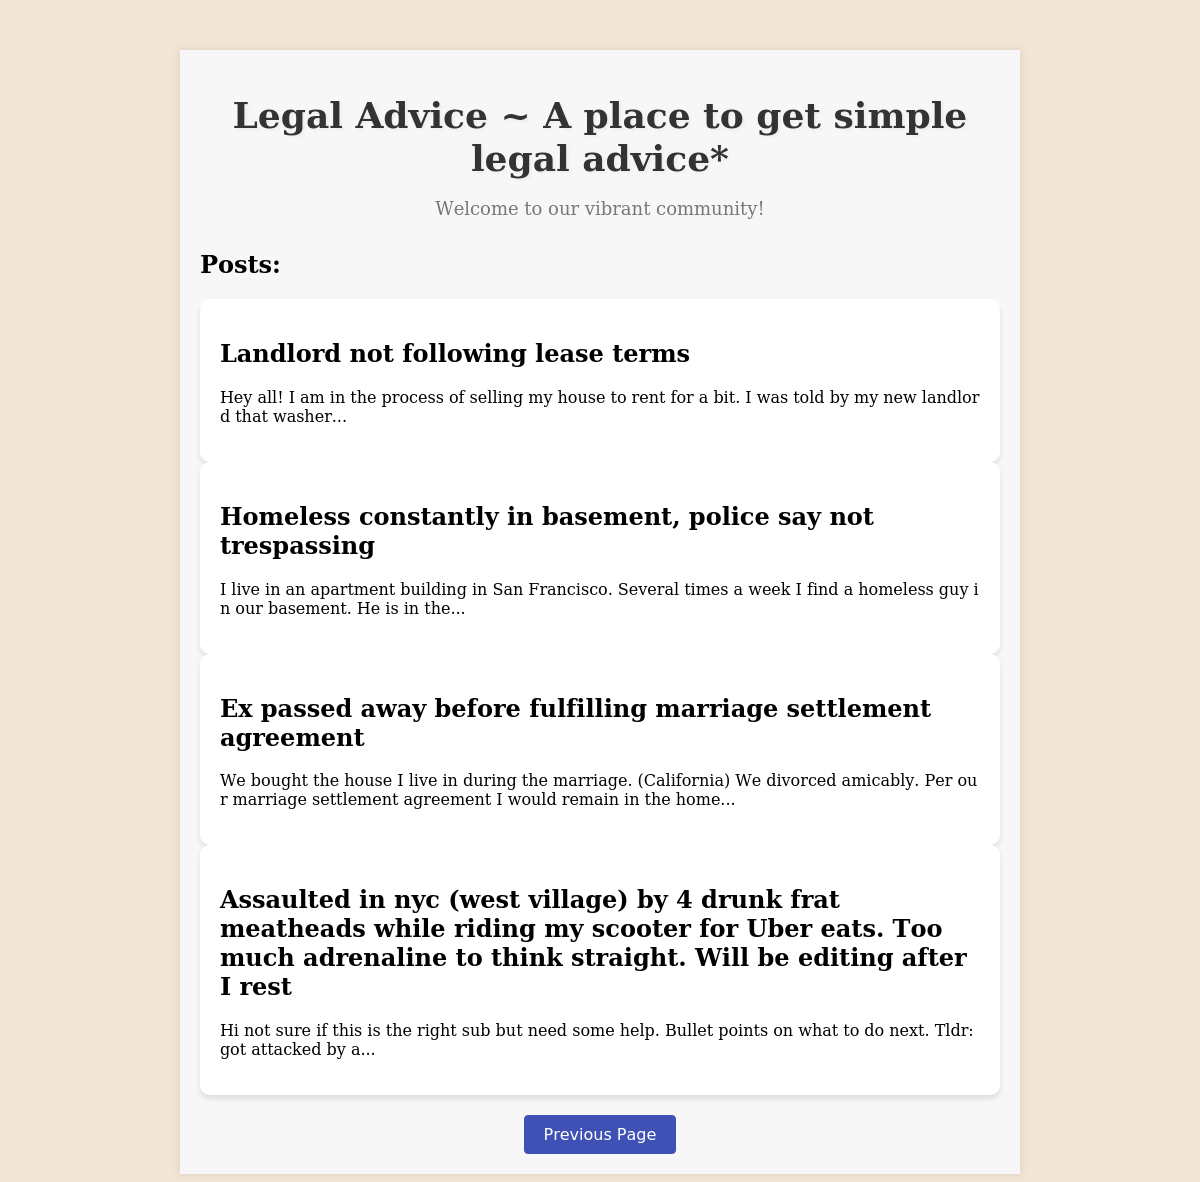 Legal Advice ~ A place to get simple
legal advice*
Welcome to our vibrant community!
Posts:
Landlord not following lease terms
Hey all! I am in the process of selling my house to rent for a bit. I was told by my new landlor
d that washer...
Homeless constantly in basement, police say not
trespassing
I live in an apartment building in San Francisco. Several times a week I find a homeless guy i
n our basement. He is in the...
Ex passed away before fulfilling marriage settlement
agreement
We bought the house I live in during the marriage. (California) We divorced amicably. Per ou
r marriage settlement agreement I would remain in the home...
Assaulted in nyc (west village) by 4 drunk frat
meatheads while riding my scooter for Uber eats. Too
much adrenaline to think straight. Will be editing after
I rest
Hi not sure if this is the right sub but need some help. Bullet points on what to do next. Tldr:
got attacked by a...
Previous Page